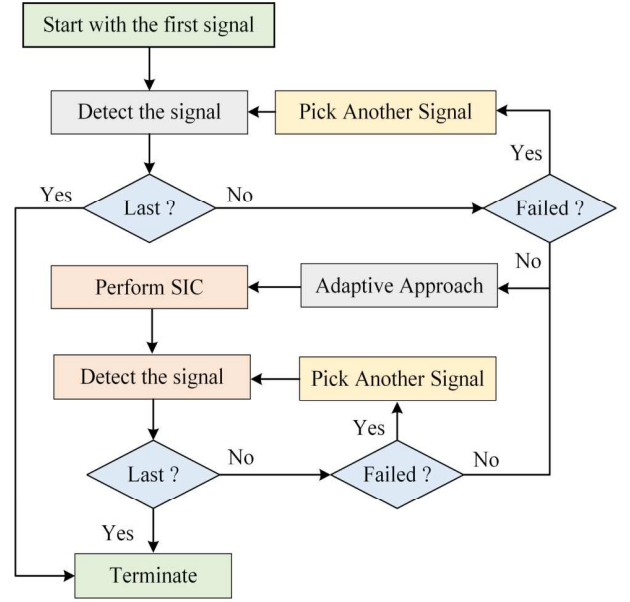 Start with the first signal
Detect the signal
Pick Another Signal
Yes
Yes
No
Last ?
Failed ?
No
Perform SIC
Adaptive Approach
Detect the signal
Pick Another Signal
Yes
No
No
Last ?
Failed ?
Yes
Terminate